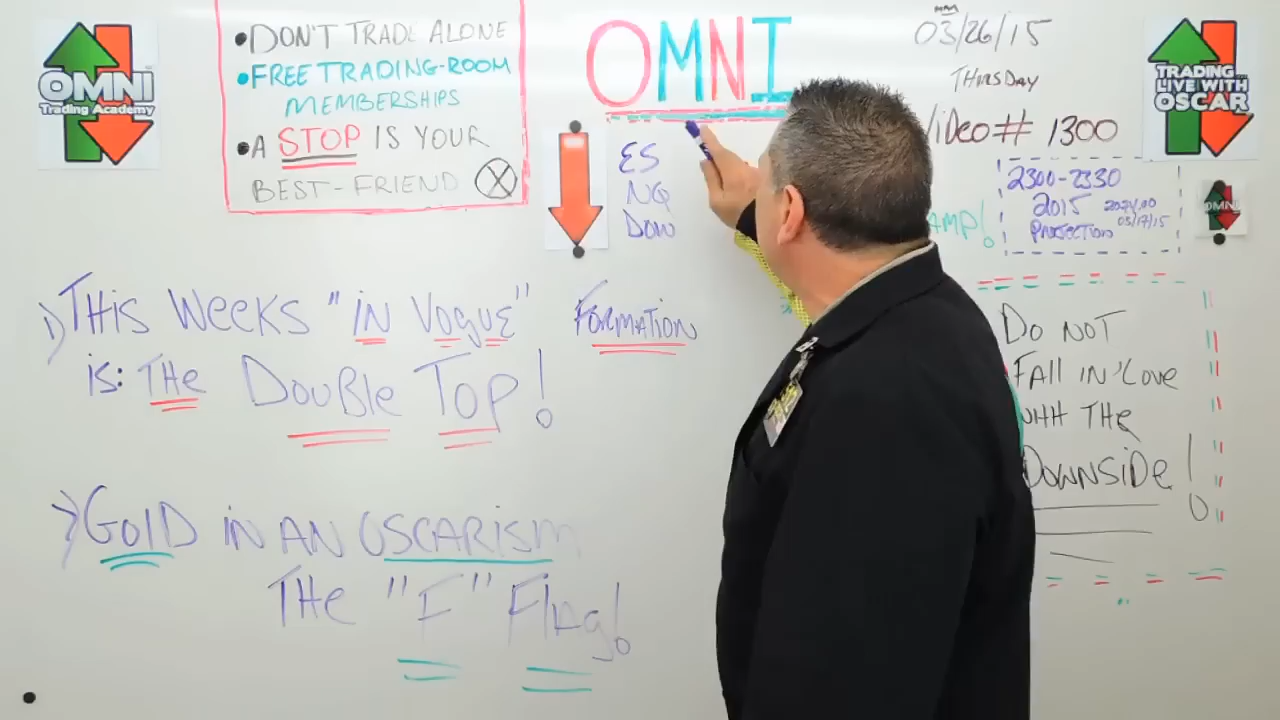 OMNI
Trading Academy
•DON'T TRADE ALONE
•FREE TRADING-ROOM
MEMBERSHIPS
•A STOP IS YOUR
BEST-FRIEND
OMNI
ES
NQ
DOW
03/26/15
THURSDAY
VIDEO# 1300
TRADING...
LIVE WITH
OSCAR
2300-2330
2015
PROJECTION 03/17/15
OMNI
AMP!
1) THIS WEEKS "IN VOGUE" FORMATION
is: THE DOUBLE TOP!
GOLD IN AN OSCARISM
THE "F" FLAG!
DO NOT
FALL IN LOVE
WITH THE
DOWNSIDE!